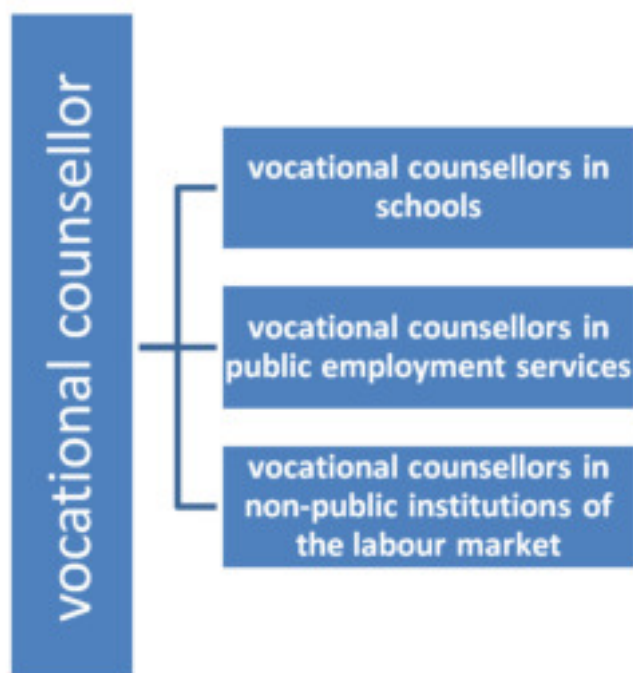 vocational counsellor
vocational counsellors in
schools
vocational counsellors in
public employment services
vocational counsellors in
non-public institutions of
the labour market